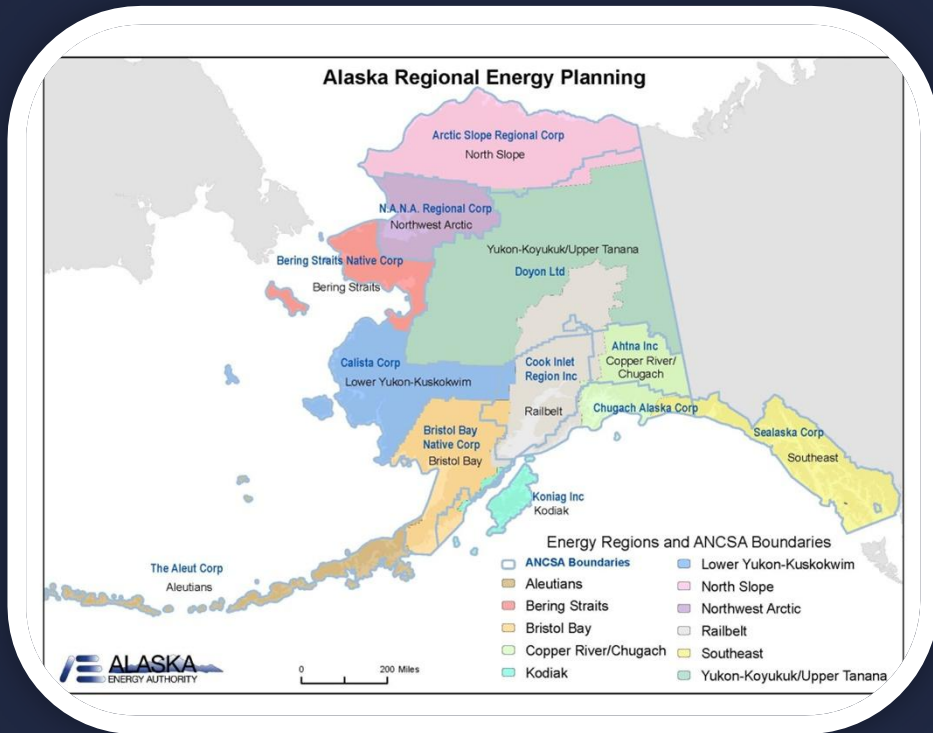 Alaska Regional Energy Planning
Arctic Slope Regional Corp
North Slope
N.A.N.A. Regional Corp
Northwest Arctic
Yukon-Koyukuk/Upper Tanana
Doyon Ltd
Bering Straits Native Corp
Bering Straits
Calista Corp
Lower Yukon-Kuskokwim
Cook Inlet
Region Inc
Railbelt
Ahtna Inc
Copper River/
Chugach
Chugach Alaska Corp
Bristol Bay
Native Corp
Bristol Bay
Sealaska Corp
Southeast
Koniag Inc
Kodiak
The Aleut Corp
Aleutians
Energy Regions and ANCSA Boundaries
ANCSA Boundaries
Aleutians
Bering Straits
Bristol Bay
Copper River/Chugach
Kodiak
Lower Yukon-Kuskokwim
North Slope
Northwest Arctic
Railbelt
Southeast
Yukon-Koyukuk/Upper Tanana
ALASKA
ENERGY AUTHORITY
0 200 Miles